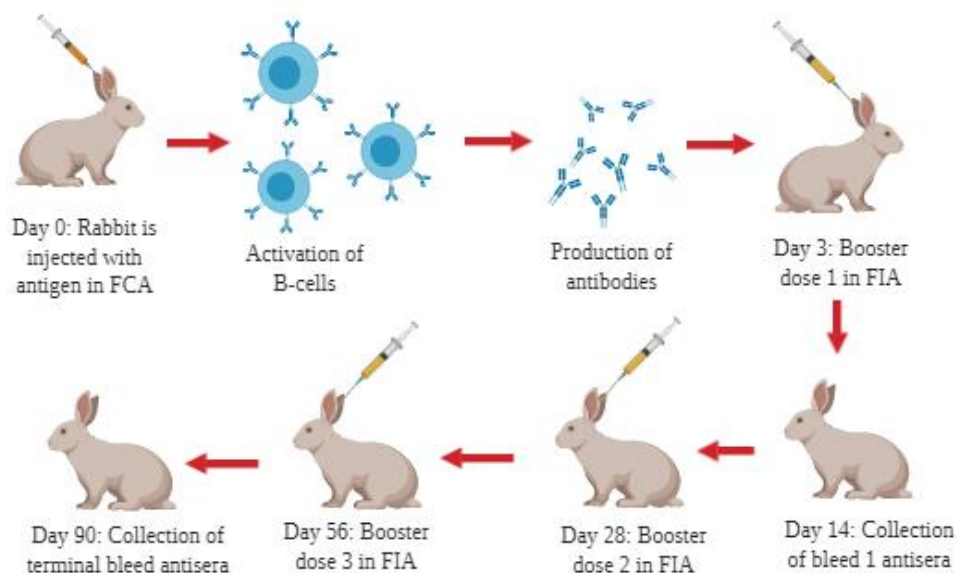 Day 0: Rabbit is
injected with
antigen in FCA
Activation of
B-cells
Production of
antibodies
Day 3: Booster
dose 1 in FIA
Day 14: Collection
of bleed 1 antisera
Day 28: Booster
dose 2 in FIA
Day 56: Booster
dose 3 in FIA
Day 90: Collection of
terminal bleed antisera